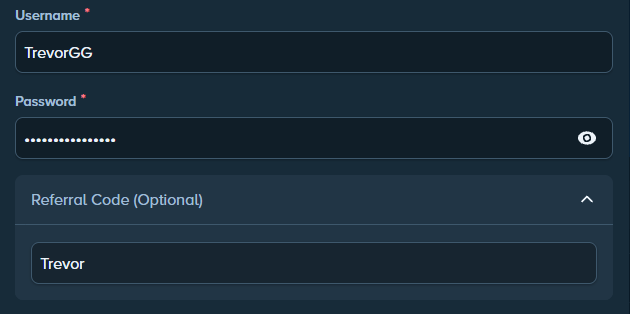 Username *
TrevorGG
Password *
••••••••••••••••
Referral Code (Optional)
Trevor